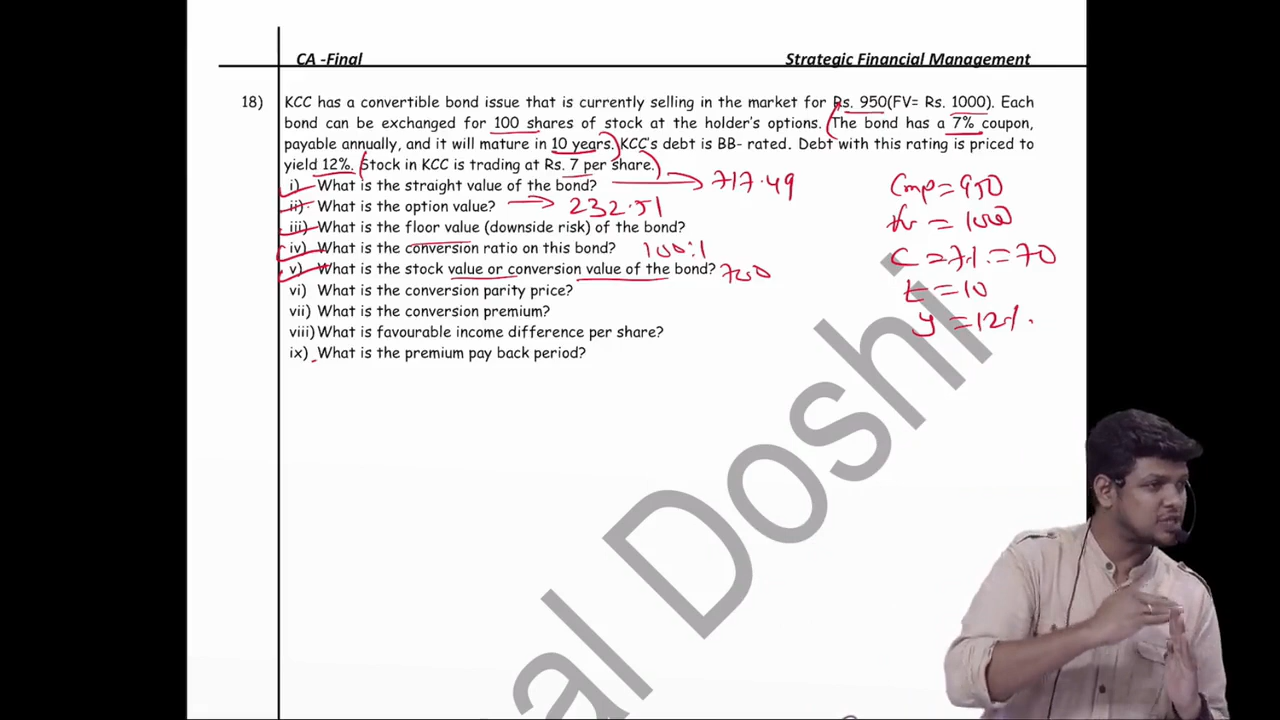 CA -Final Strategic Financial Management
18) KCC has a convertible bond issue that is currently selling in the market for Rs. 950(FV= Rs. 1000). Each
bond can be exchanged for 100 shares of stock at the holder's options. The bond has a 7% coupon,
payable annually, and it will mature in 10 years. KCC's debt is BB- rated. Debt with this rating is priced to
yield 12%. Stock in KCC is trading at Rs. 7 per share.
i) What is the straight value of the bond? 717.49
ii) What is the option value? 232.51
iii) What is the floor value (downside risk) of the bond?
iv) What is the conversion ratio on this bond? 100:1
v) What is the stock value or conversion value of the bond? 700
vi) What is the conversion parity price?
vii) What is the conversion premium?
viii) What is favourable income difference per share?
ix) What is the premium pay back period?
Cmp = 950
fv = 1000
C = 7% = 70
t = 10
y = 12%.
al Doshi